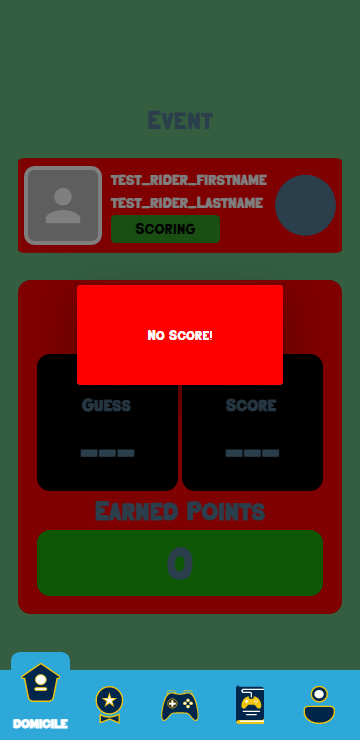 Event
test_rider_Firstname
test_rider_Lastname
Scoring
No Score!
Guess
Score
---
---
Earned Points
0
DOMICILE